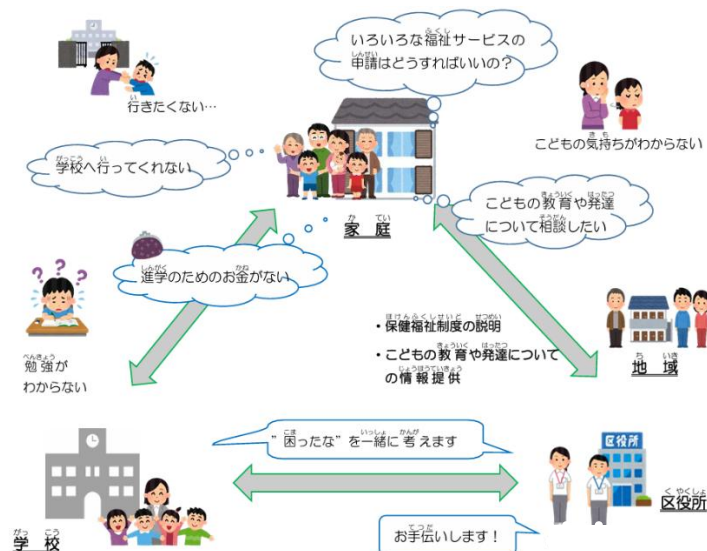 いろいろな福祉サービスの
申請はどうすればいいの？
行きたくない…
こどもの気持ちがわからない
学校へ行ってくれない
こどもの教育や発達
について相談したい
家庭
進学のためのお金がない
・保健福祉制度の説明
・こどもの教育や発達について
の情報提供
地域
勉強が
わからない
”困ったな”を一緒に考えます
区役所
区役所
お手伝いします！
学校